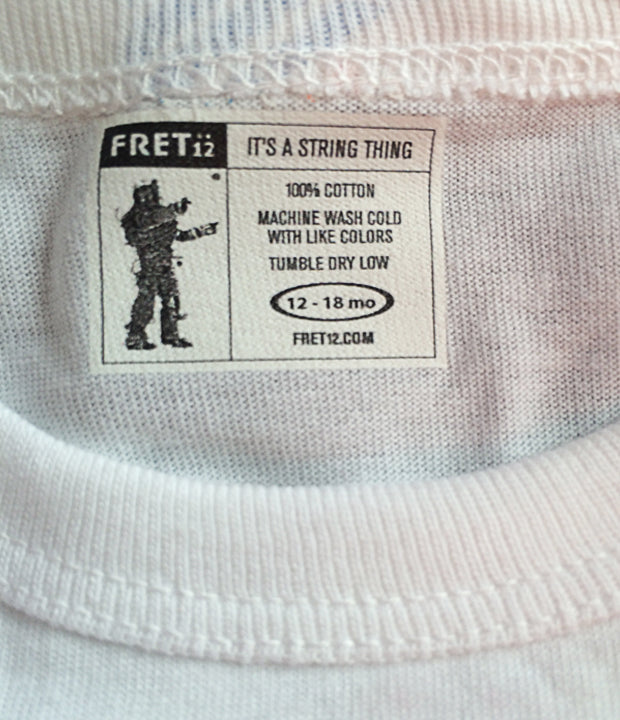 FRET12
IT'S A STRING THING
100% COTTON
MACHINE WASH COLD
WITH LIKE COLORS
TUMBLE DRY LOW
12 - 18 mo
FRET12.COM